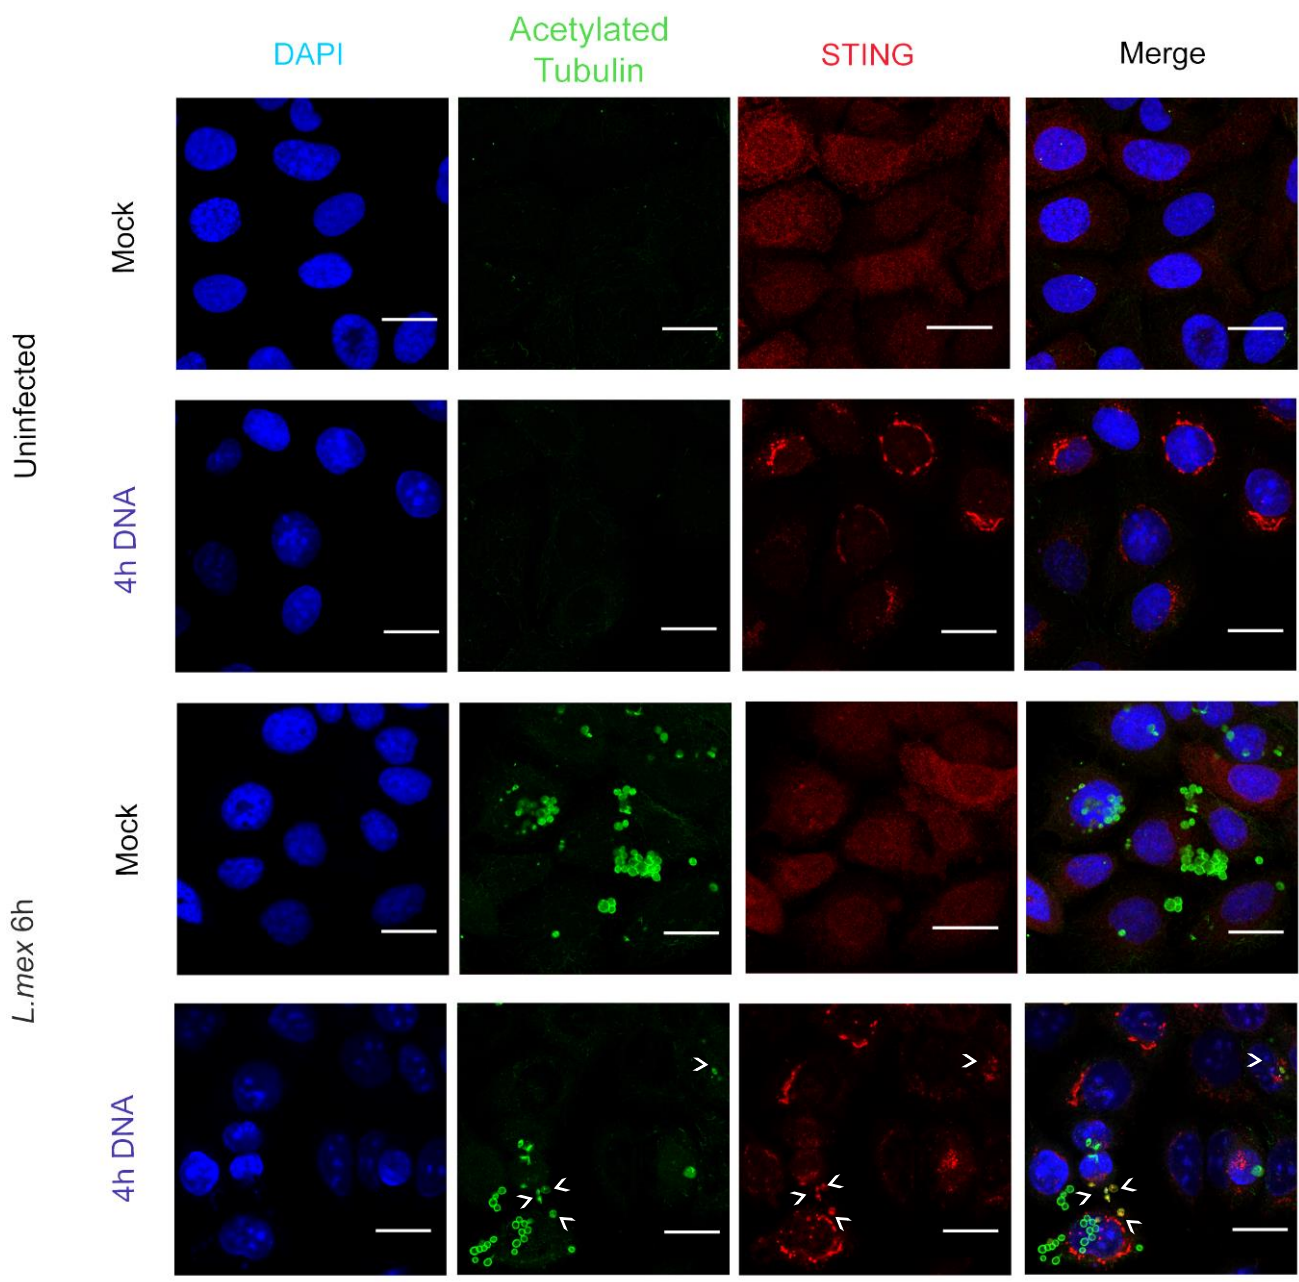 DAPI
Acetylated
Tubulin
STING
Merge
Uninfected
Mock
4h DNA
L.mex 6h
Mock
4h DNA